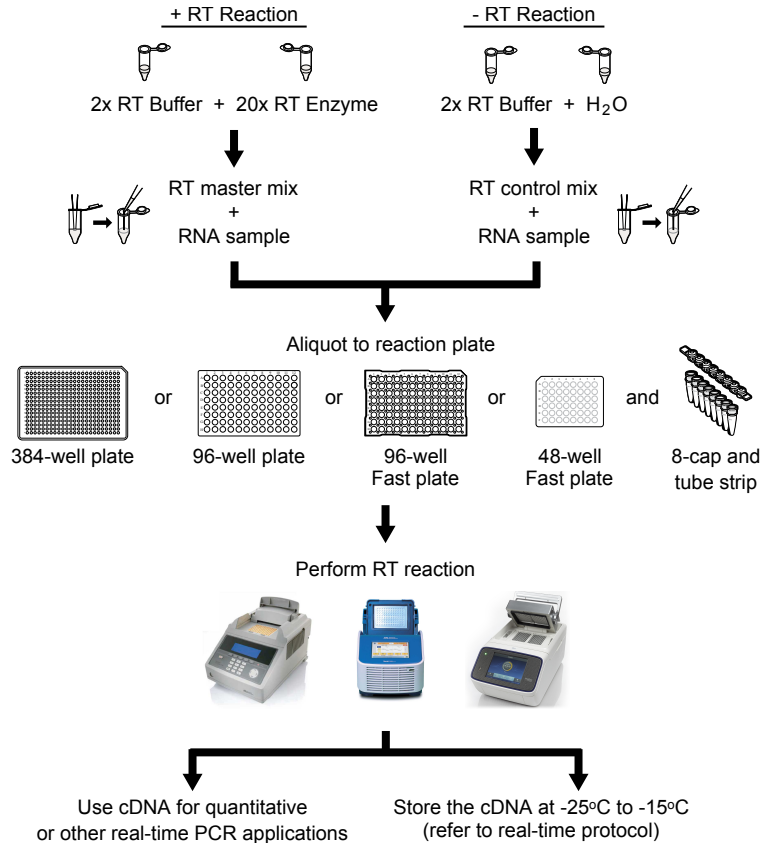 + RT Reaction
- RT Reaction
2x RT Buffer + 20x RT Enzyme
2x RT Buffer + H2O
RT master mix
+
RNA sample
RT control mix
+
RNA sample
Aliquot to reaction plate
or
or
or
and
384-well plate
96-well plate
96-well
Fast plate
48-well
Fast plate
8-cap and
tube strip
Perform RT reaction
Use cDNA for quantitative
or other real-time PCR applications
Store the cDNA at -25ºC to -15ºC
(refer to real-time protocol)